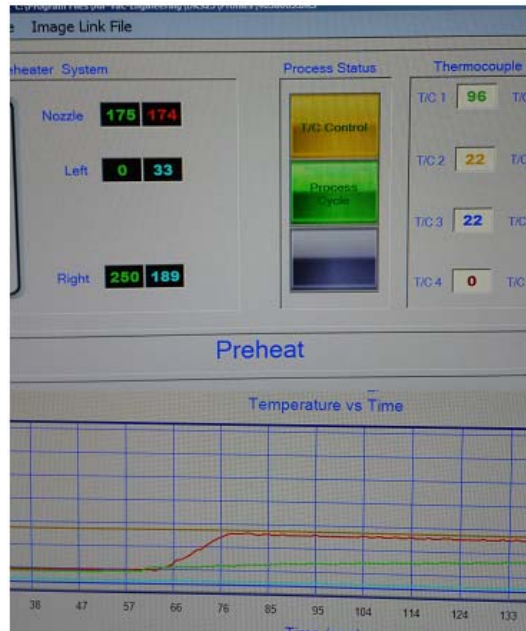 Image Link File
System
Process Status
Thermocouple
Nozzle 175 174
Left 0 33
Right 250 189
T/C Control
Process
Cycle
T/C 1 96
T/C 2 22
T/C 3 22
T/C 4 0
Preheat
Temperature vs Time
38 47 57 66 76 85 95 104 114 124 133